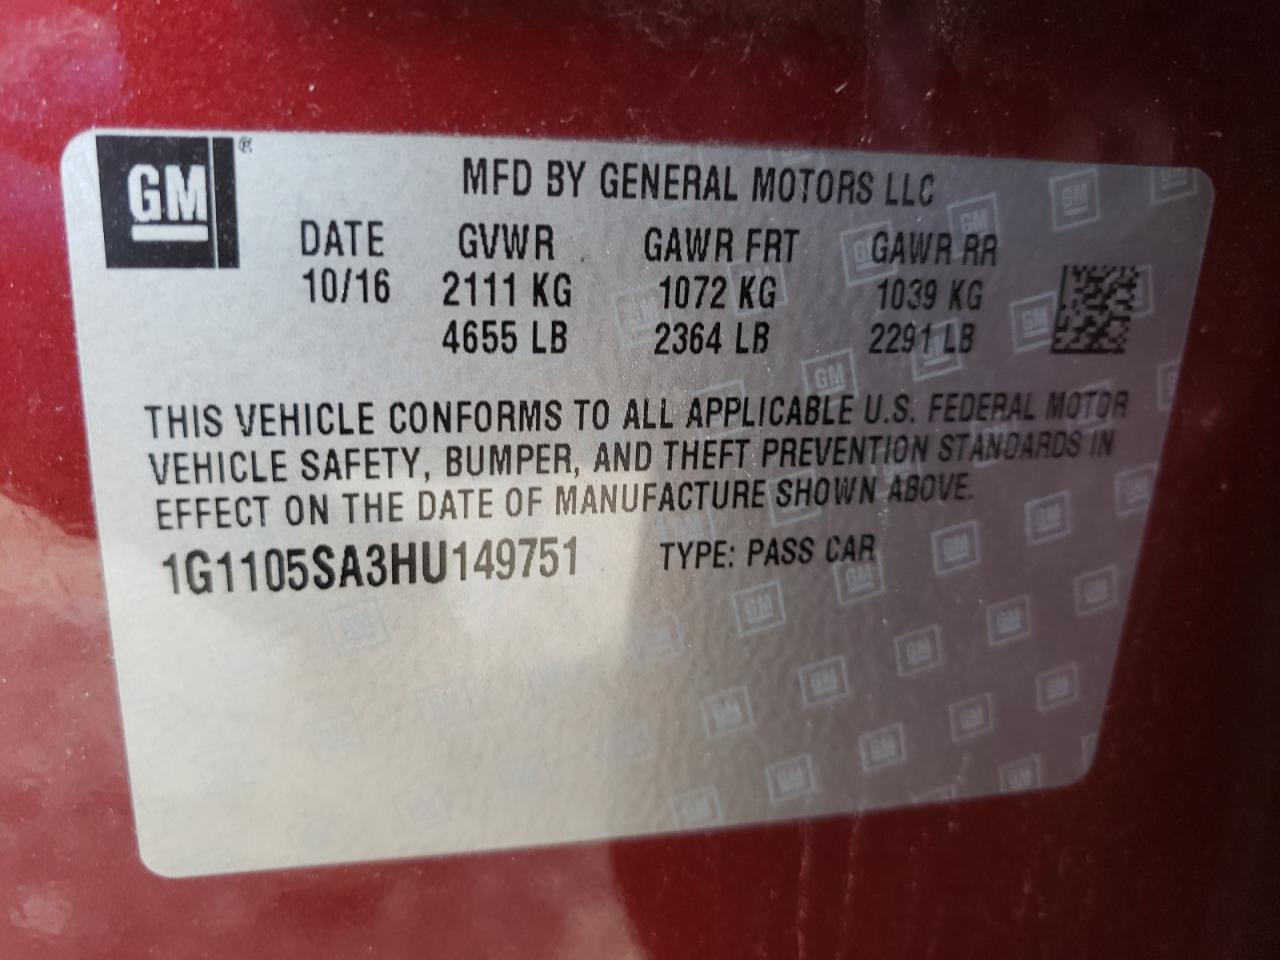 GM ®
MFD BY GENERAL MOTORS LLC
DATE GVWR GAWR FRT GAWR RR
10/16 2111 KG 1072 KG 1039 KG
4655 LB 2364 LB 2291 LB
THIS VEHICLE CONFORMS TO ALL APPLICABLE U.S. FEDERAL MOTOR
VEHICLE SAFETY, BUMPER, AND THEFT PREVENTION STANDARDS IN
EFFECT ON THE DATE OF MANUFACTURE SHOWN ABOVE.
1G1105SA3HU149751 TYPE: PASS CAR